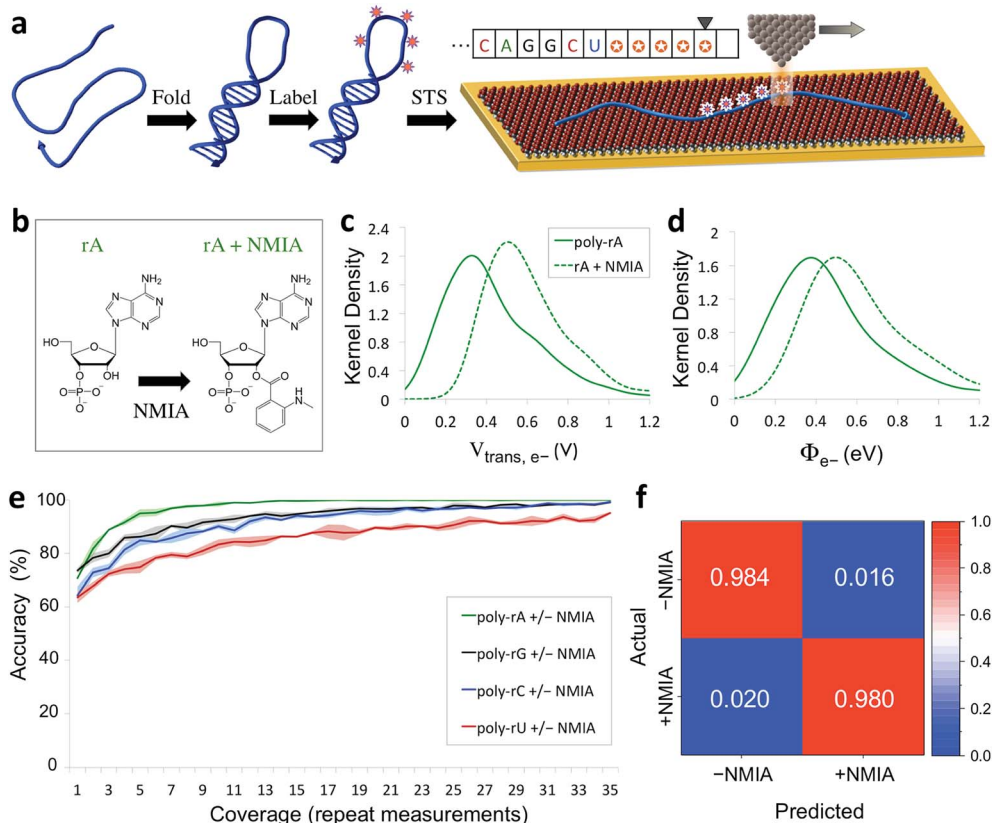 a
... C A G G C U
Fold
Label
STS
b
rA
rA + NMIA
NH₂
N
N
N
N
HO
O
O
OH
O=P-O⁻
O⁻
NMIA
NH₂
N
N
N
N
HO
O
O
O
O
O=P-O⁻
O⁻
H
N
c
Kernel Density
3
2.4
1.8
1.2
0.6
0
poly-rA
rA + NMIA
0 0.2 0.4 0.6 0.8 1 1.2
V trans, e− (V)
d
Kernel Density
2
1.6
1.2
0.8
0.4
0
0 0.2 0.4 0.6 0.8 1 1.2
Φe− (eV)
e
Accuracy (%)
100
80
60
40
20
0
poly-rA +/− NMIA
poly-rG +/− NMIA
poly-rC +/− NMIA
poly-rU +/− NMIA
1 3 5 7 9 11 13 15 17 19 21 23 25 27 29 31 33 35
Coverage (repeat measurements)
f
Actual
−NMIA
+NMIA
0.984 0.016
0.020 0.980
−NMIA +NMIA
Predicted
1.0
0.8
0.6
0.4
0.2
0.0